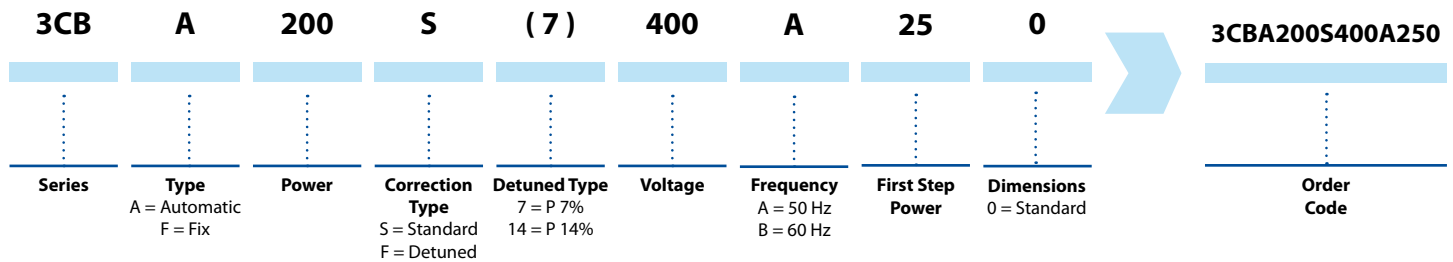 3CB A 200 S ( 7 ) 400 A 25 0 3CBA200S400A250
Series
Type
A = Automatic
F = Fix
Power
Correction
Type
S = Standard
F = Detuned
Detuned Type
7 = P 7%
14 = P 14%
Voltage
Frequency
A = 50 Hz
B = 60 Hz
First Step
Power
Dimensions
0 = Standard
Order
Code